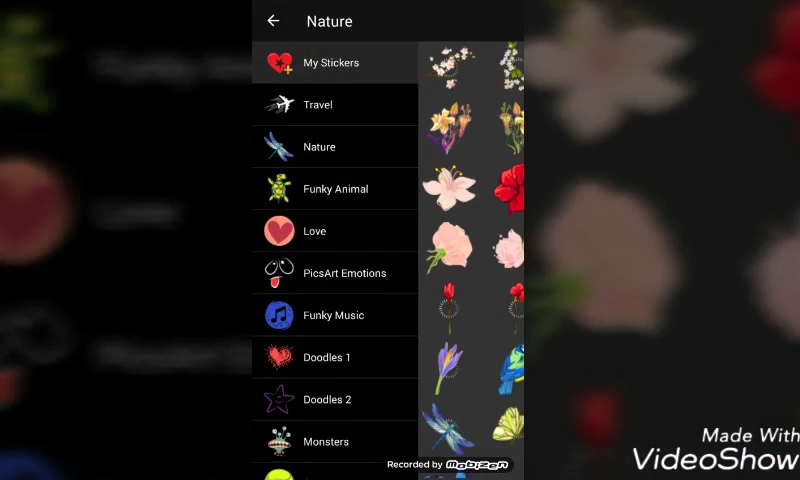 Nature
My Stickers
Travel
Nature
Funky Animal
Love
PicsArt Emotions
Funky Music
Doodles 1
Doodles 2
Monsters
Recorded by Mobizen
Made With
VideoShow